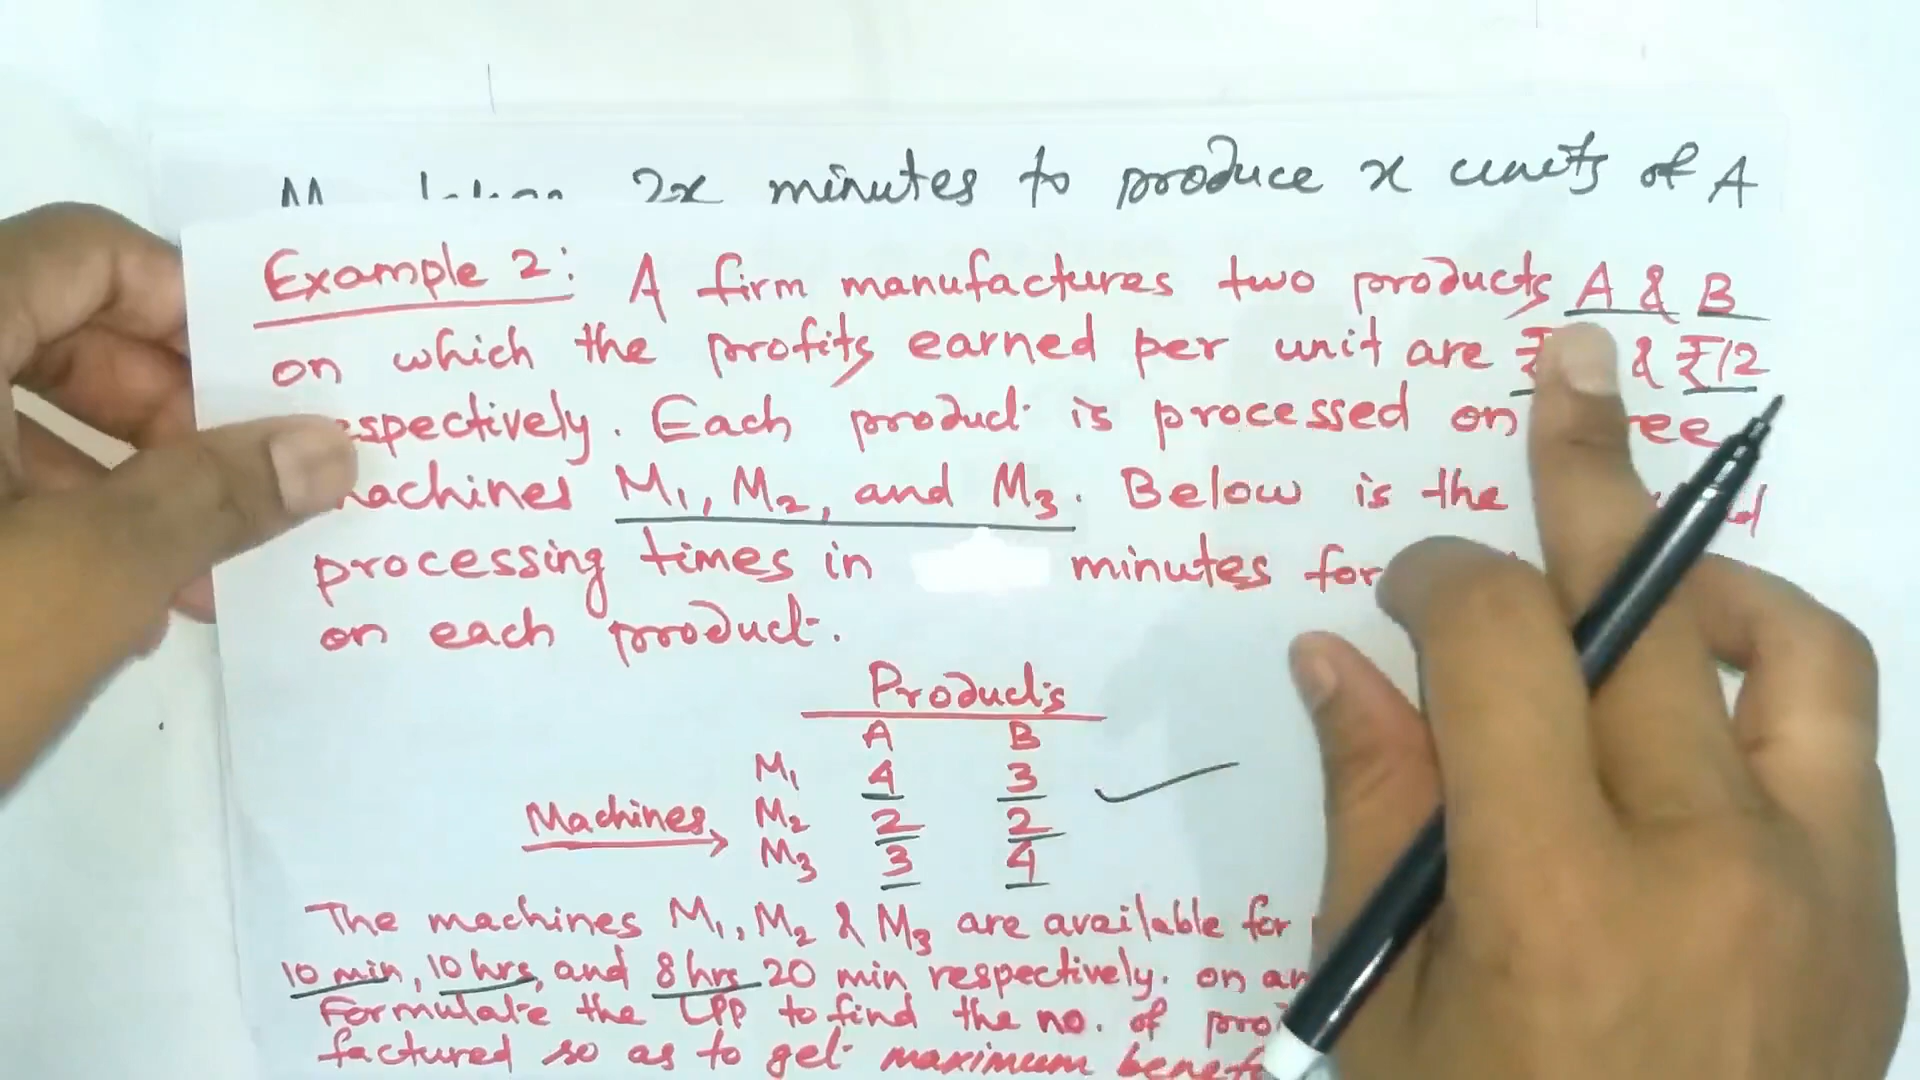 2x minutes to produce x units of A
Example 2: A firm manufactures two products A & B
on which the profits earned per unit are ₹ & ₹12
respectively. Each product is processed on
machines M1, M2, and M3. Below is the
processing times in minutes for
on each product.
Products
A B
M1 4 3
Machines M2 2 2
M3 3 4
The machines M1, M2 & M3 are available for
10 min, 10 hrs, and 8 hrs 20 min respectively. on
Formulate the LPP to find the no. of
factured so as to get maximum